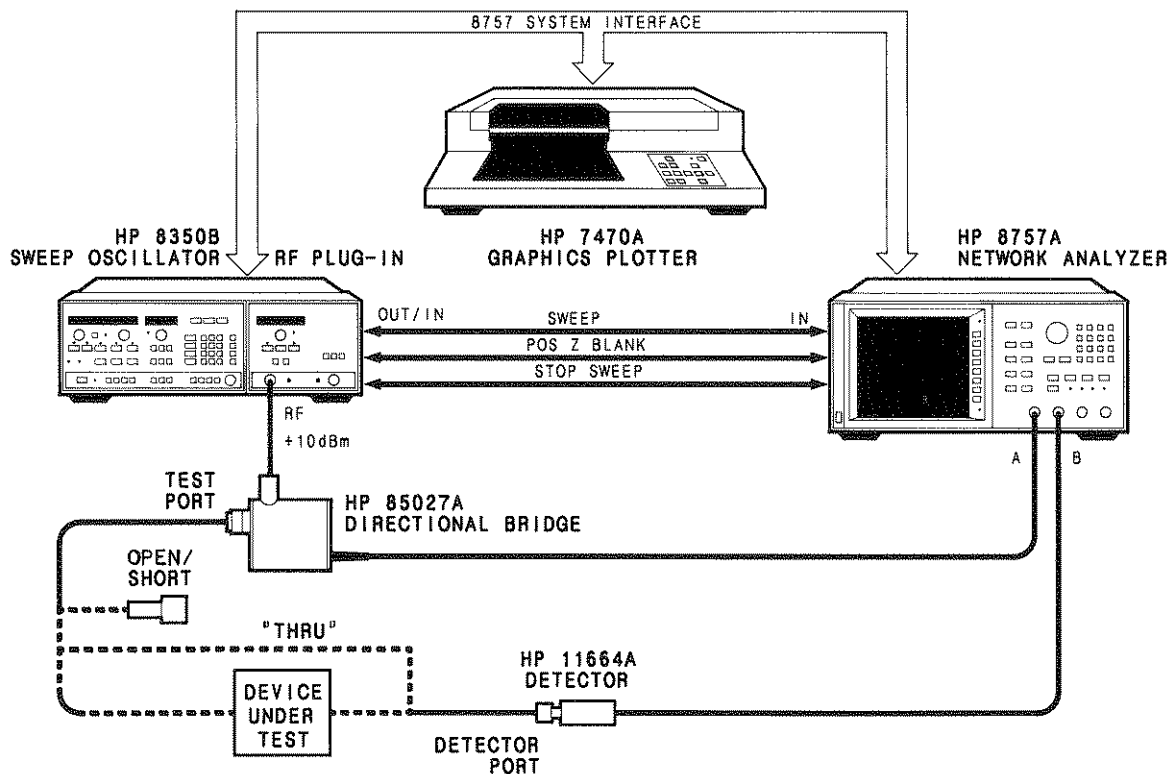 8757 SYSTEM INTERFACE
HP 8350B
SWEEP OSCILLATOR
RF PLUG-IN
HP 7470A
GRAPHICS PLOTTER
HP 8757A
NETWORK ANALYZER
OUT/IN
SWEEP
IN
POS Z BLANK
STOP SWEEP
RF
+10dBm
A
B
TEST
PORT
HP 85027A
DIRECTIONAL BRIDGE
OPEN/
SHORT
"THRU"
HP 11664A
DETECTOR
DEVICE
UNDER
TEST
DETECTOR
PORT